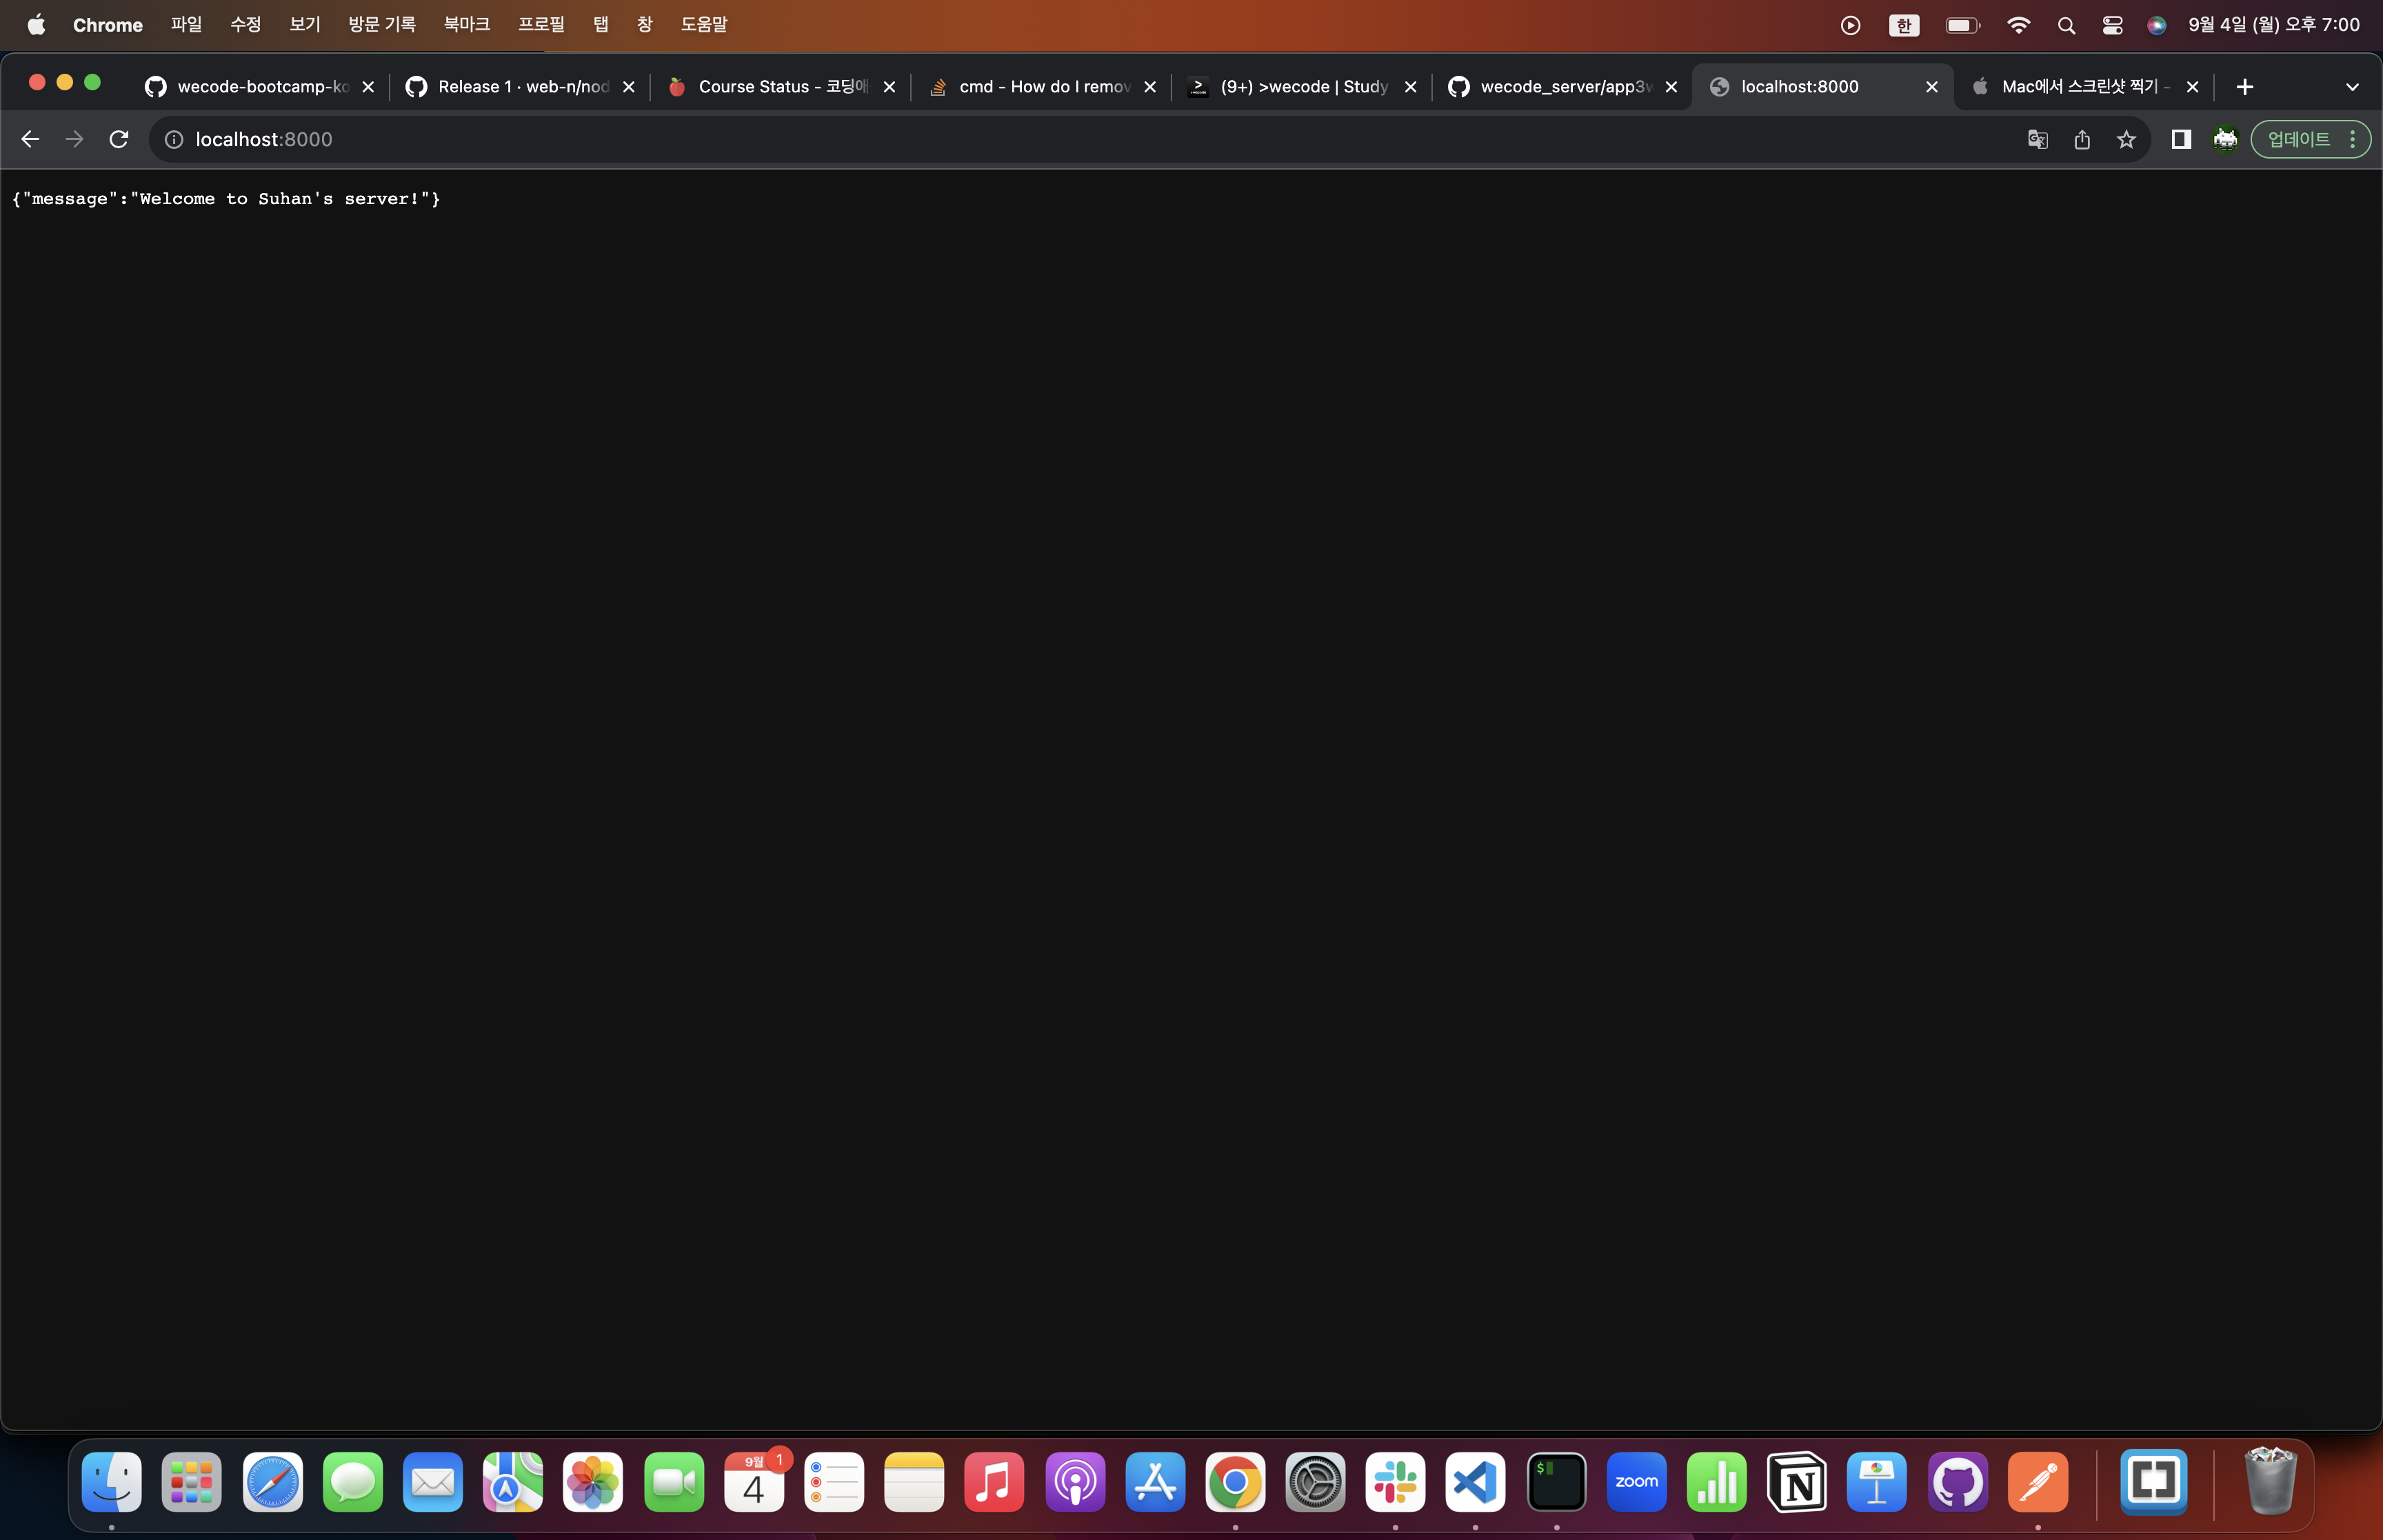 Chrome 파일 수정 보기 방문 기록 북마크 프로필 탭 창 도움말 한 9월 4일 (월) 오후 7:00
wecode-bootcamp-ko Release 1 · web-n/nod Course Status - 코딩애 cmd - How do I remov (9+) >wecode | Study wecode_server/app3w localhost:8000 Mac에서 스크린샷 찍기 -
localhost:8000 업데이트
{"message":"Welcome to Suhan's server!"}
9월 1
4 $ zoom N